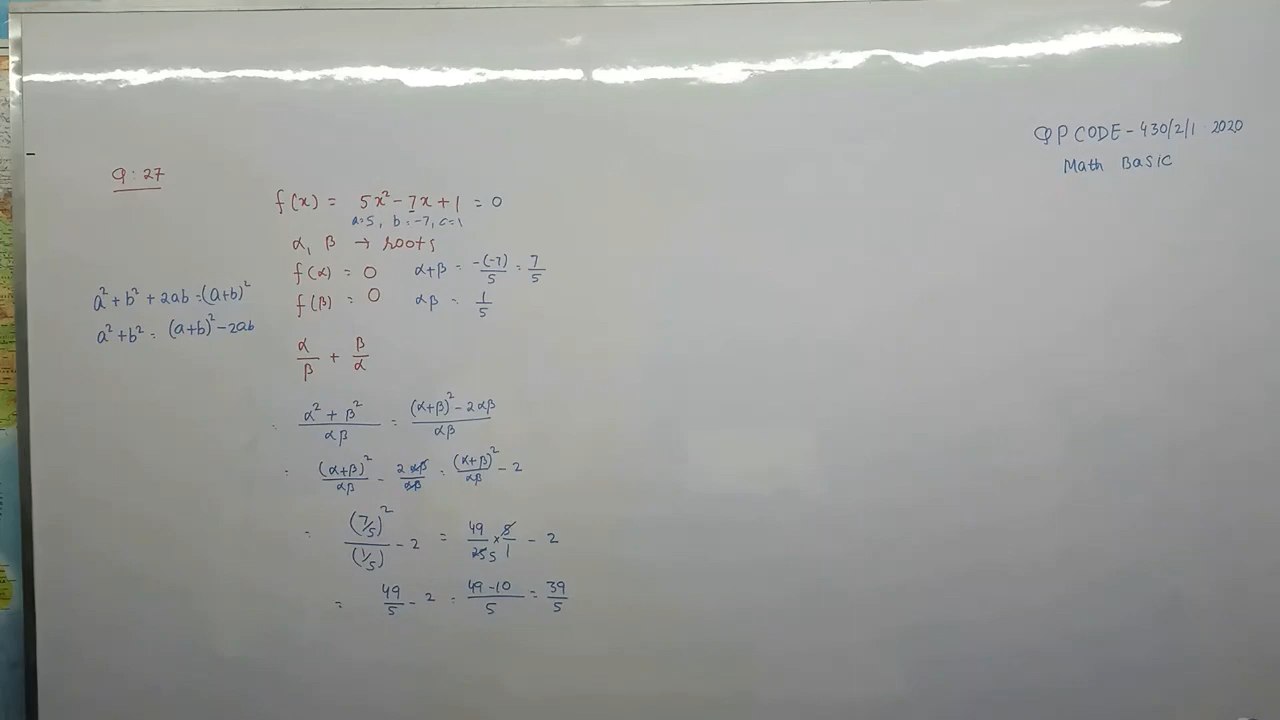 QP CODE - 430/2/1 2020
Math Basic
Q: 27
f(x) = 5x² - 7x + 1 = 0
a=5, b=-7, c=1
α, β → roots
f(α) = 0 α+β = -(-7)/5 = 7/5
f(β) = 0 αβ = 1/5
a² + b² + 2ab = (a+b)²
a² + b² = (a+b)² - 2ab
α/β + β/α
= (α² + β²)/αβ = ((α+β)² - 2αβ)/αβ
= (α+β)²/αβ - 2αβ/αβ = (α+β)²/αβ - 2
= (7/5)²/(1/5) - 2 = 49/25 5 × 5/1 - 2
= 49/5 - 2 = (49-10)/5 = 39/5